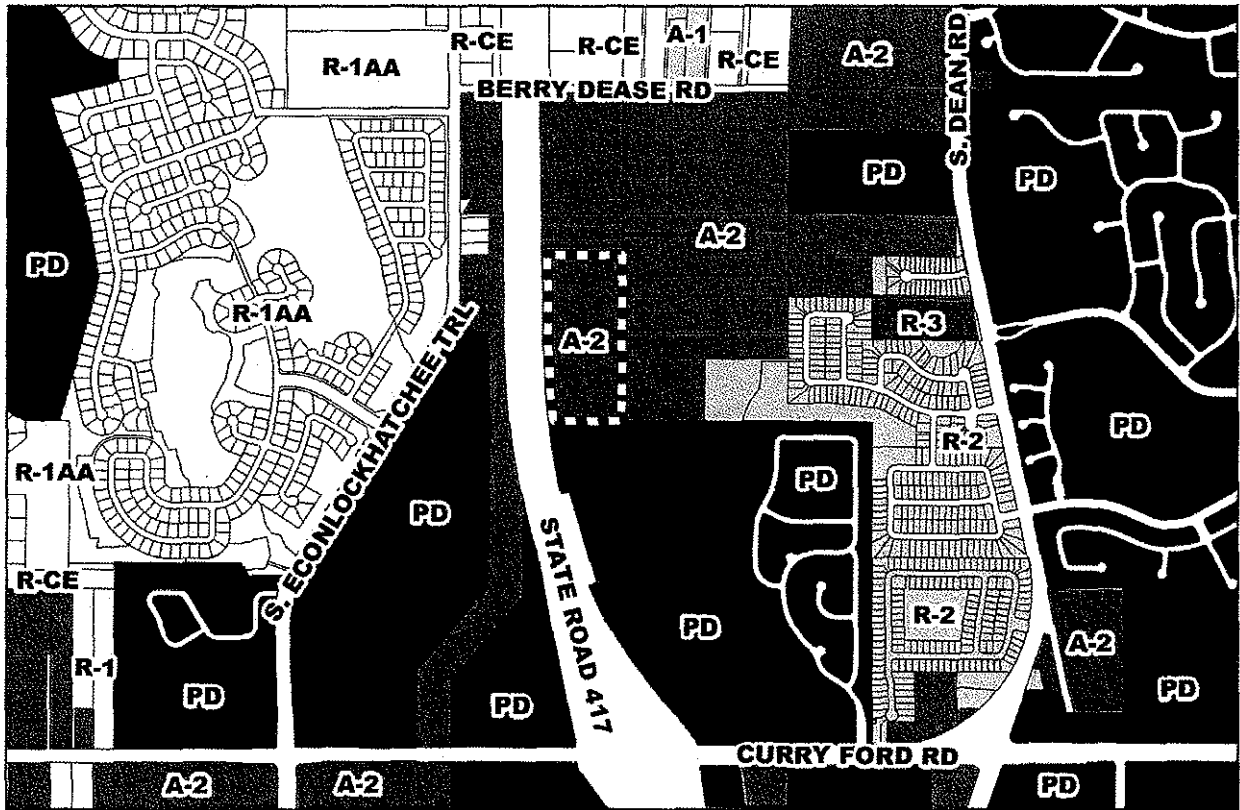 R-CE
R-CE
A-1
R-CE
A-2
R-1AA
BERRY DEASE RD
S. DEAN RD
PD
PD
A-2
PD
R-1AA
A-2
R-3
S. ECONLOCKHATCHEE TRL
PD
R-2
R-1AA
PD
PD
STATE ROAD 417
R-CE
R-2
PD
A-2
R-1
PD
PD
PD
CURRY FORD RD
A-2
A-2
PD